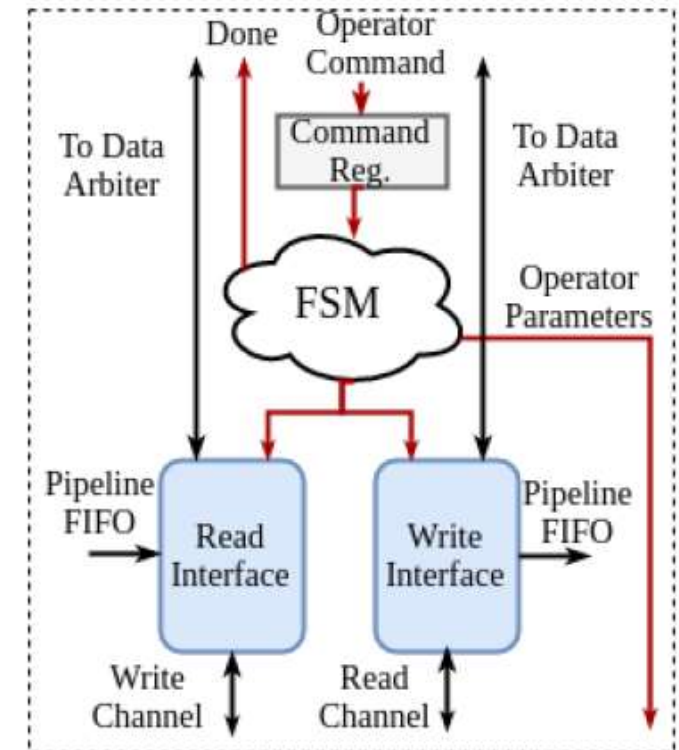 Done
Operator
Command
To Data
Arbiter
Command
Reg.
To Data
Arbiter
FSM
Operator
Parameters
Pipeline
FIFO
Read
Interface
Write
Interface
Pipeline
FIFO
Write
Channel
Read
Channel